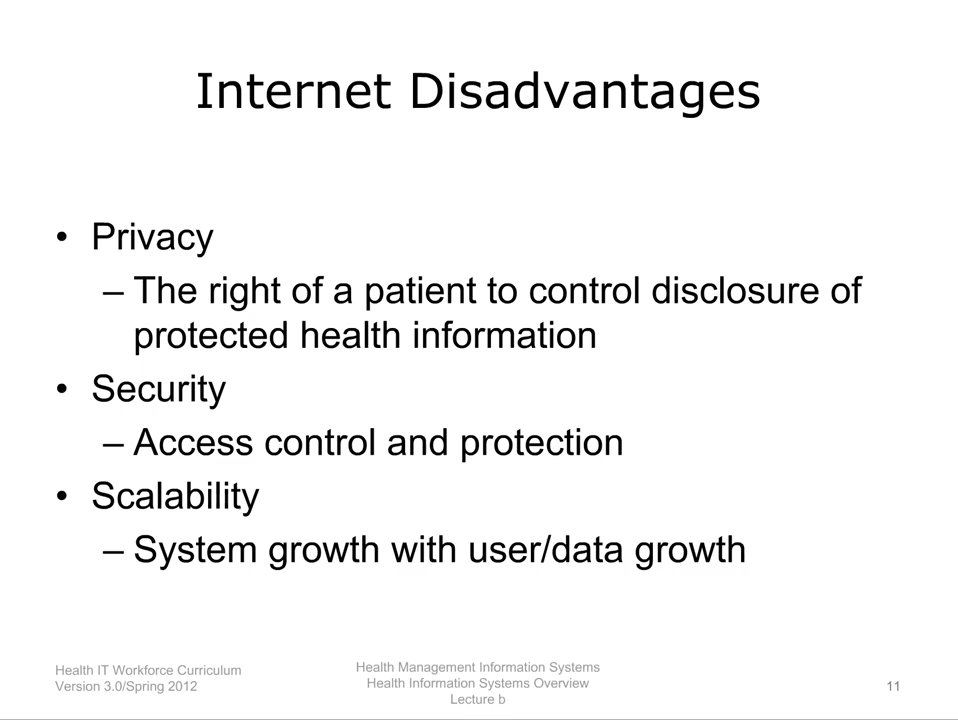 Internet Disadvantages
• Privacy
– The right of a patient to control disclosure of
protected health information
• Security
– Access control and protection
• Scalability
– System growth with user/data growth
Health IT Workforce Curriculum
Version 3.0/Spring 2012
Health Management Information Systems
Health Information Systems Overview
Lecture b
11